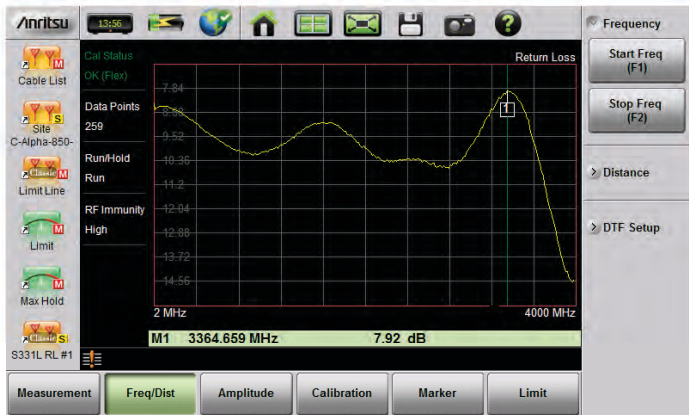 Anritsu
13:56
?
Frequency
Cable List
Site
C-Alpha-850-
Classic
Limit Line
Limit
Max Hold
Classic
S331L RL #1
M
S
M
M
M
S
Cal Status
OK (Flex)
Data Points
259
Run/Hold
Run
RF Immunity
High
Return Loss
-7.84
-9.52
-10.36
-11.2
-12.04
-12.88
-13.72
-14.56
1
2 MHz
4000 MHz
M1 3364.659 MHz 7.92 dB
Start Freq
(F1)
Stop Freq
(F2)
Distance
DTF Setup
Measurement
Freq/Dist
Amplitude
Calibration
Marker
Limit